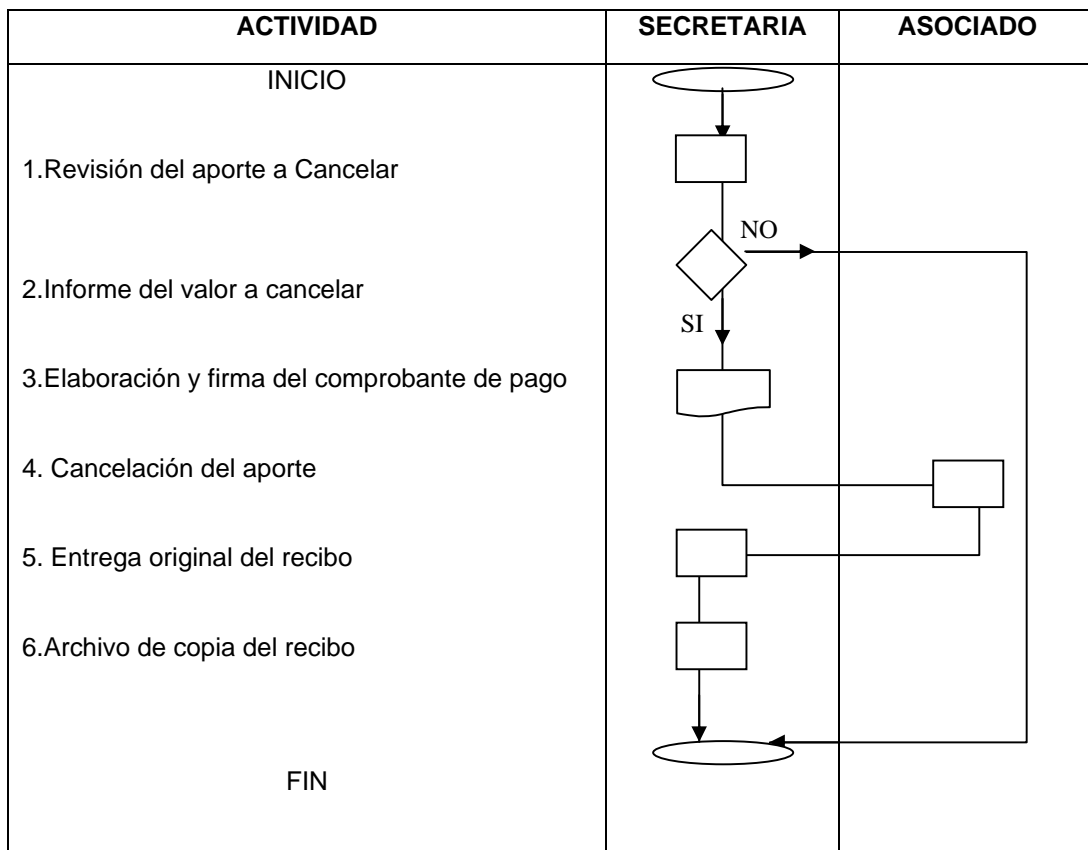 ACTIVIDAD SECRETARIA ASOCIADO
INICIO
1.Revisión del aporte a Cancelar
NO
2.Informe del valor a cancelar
SI
3.Elaboración y firma del comprobante de pago
4. Cancelación del aporte
5. Entrega original del recibo
6.Archivo de copia del recibo
FIN